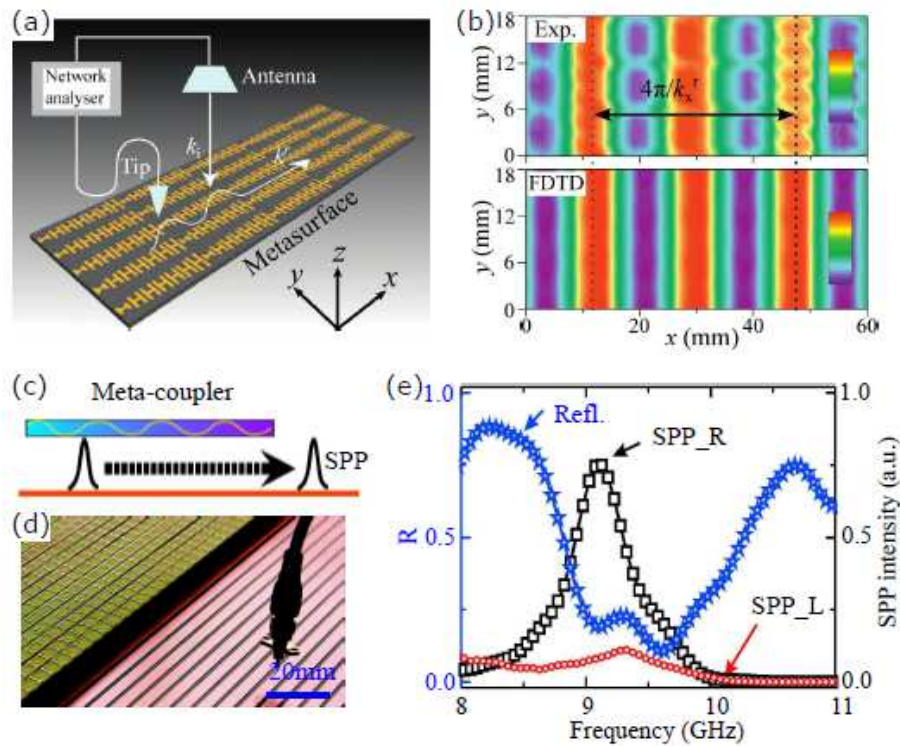 (a)
Network
analyser
Antenna
Tip
kᵢ
Metasurface
z
y
x
(b)
18
12
6
0
y (mm)
Exp.
4π/kₓʳ
18
12
6
0
y (mm)
FDTD
0 20 40 60
x (mm)
(c)
Meta-coupler
SPP
(d)
20mm
(e)
1.0
0.5
0.0
R
Refl.
SPP_R
SPP_L
1.0
0.5
0.0
SPP intensity (a.u.)
8 9 10 11
Frequency (GHz)